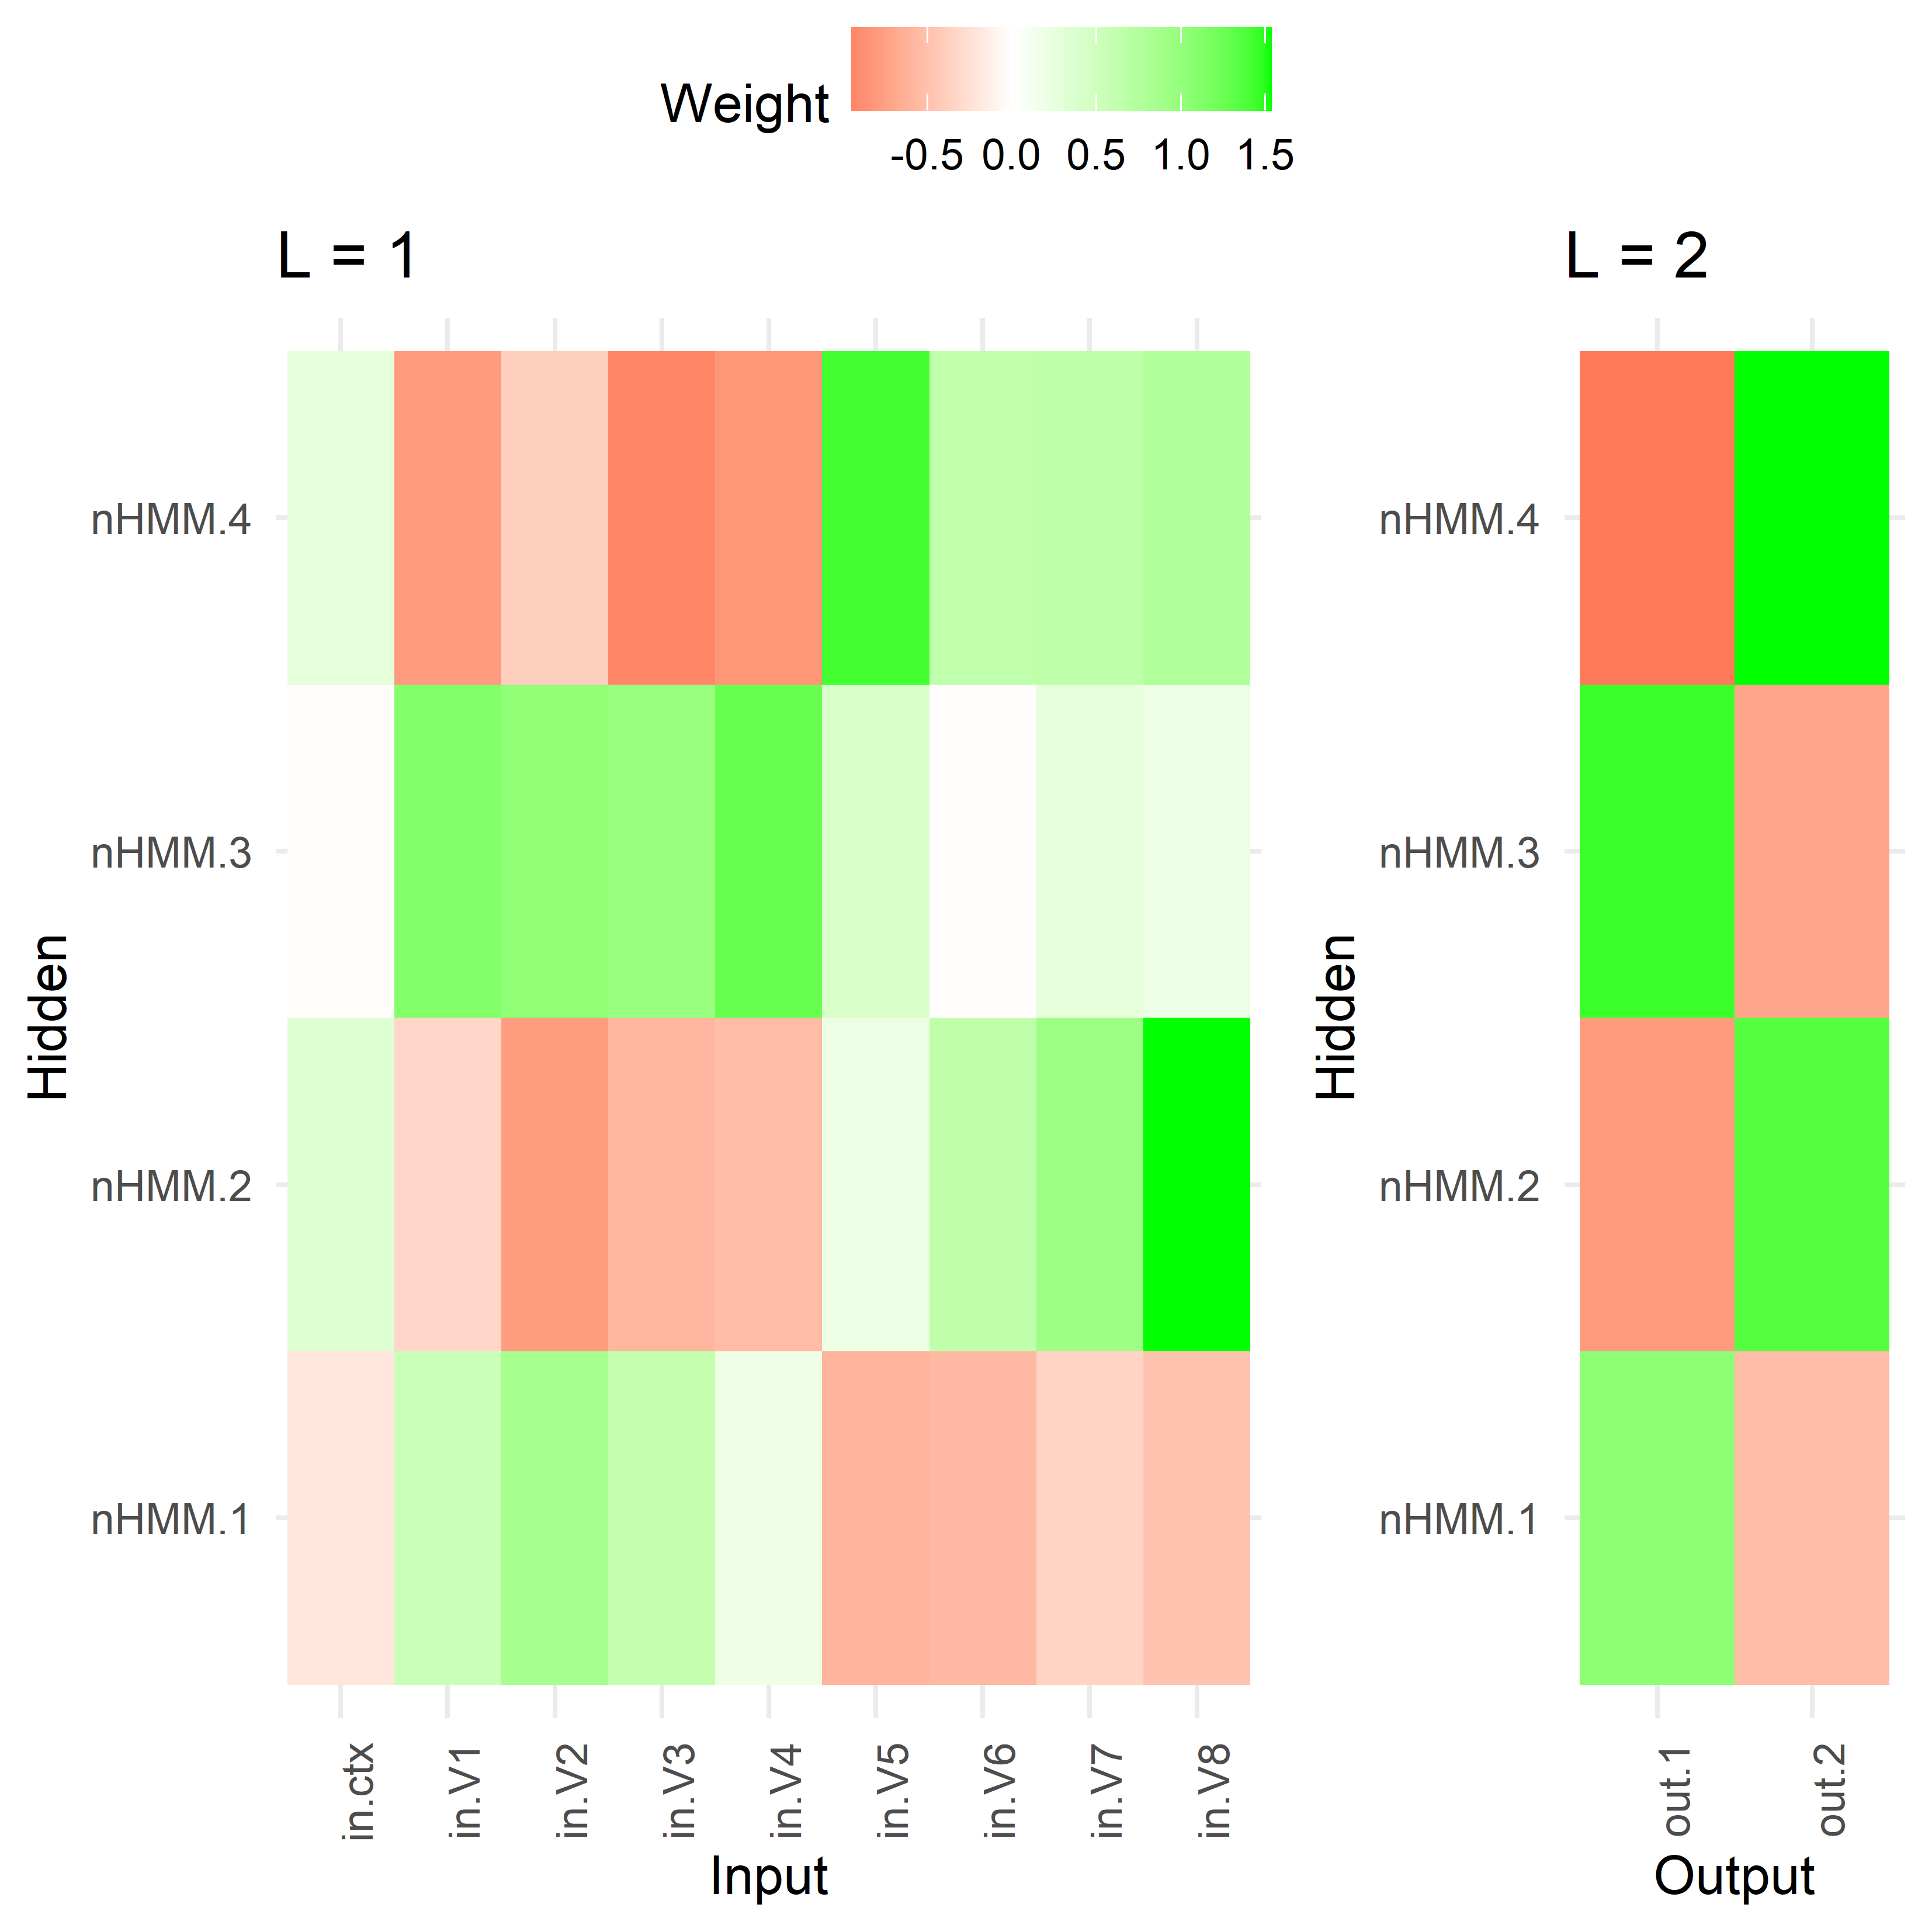 Weight
-0.5 0.0 0.5 1.0 1.5
L = 1
nHMM.4
nHMM.3
nHMM.2
nHMM.1
Hidden
in.ctx in.V1 in.V2 in.V3 in.V4 in.V5 in.V6 in.V7 in.V8
Input
L = 2
nHMM.4
nHMM.3
nHMM.2
nHMM.1
Hidden
out.1 out.2
Output